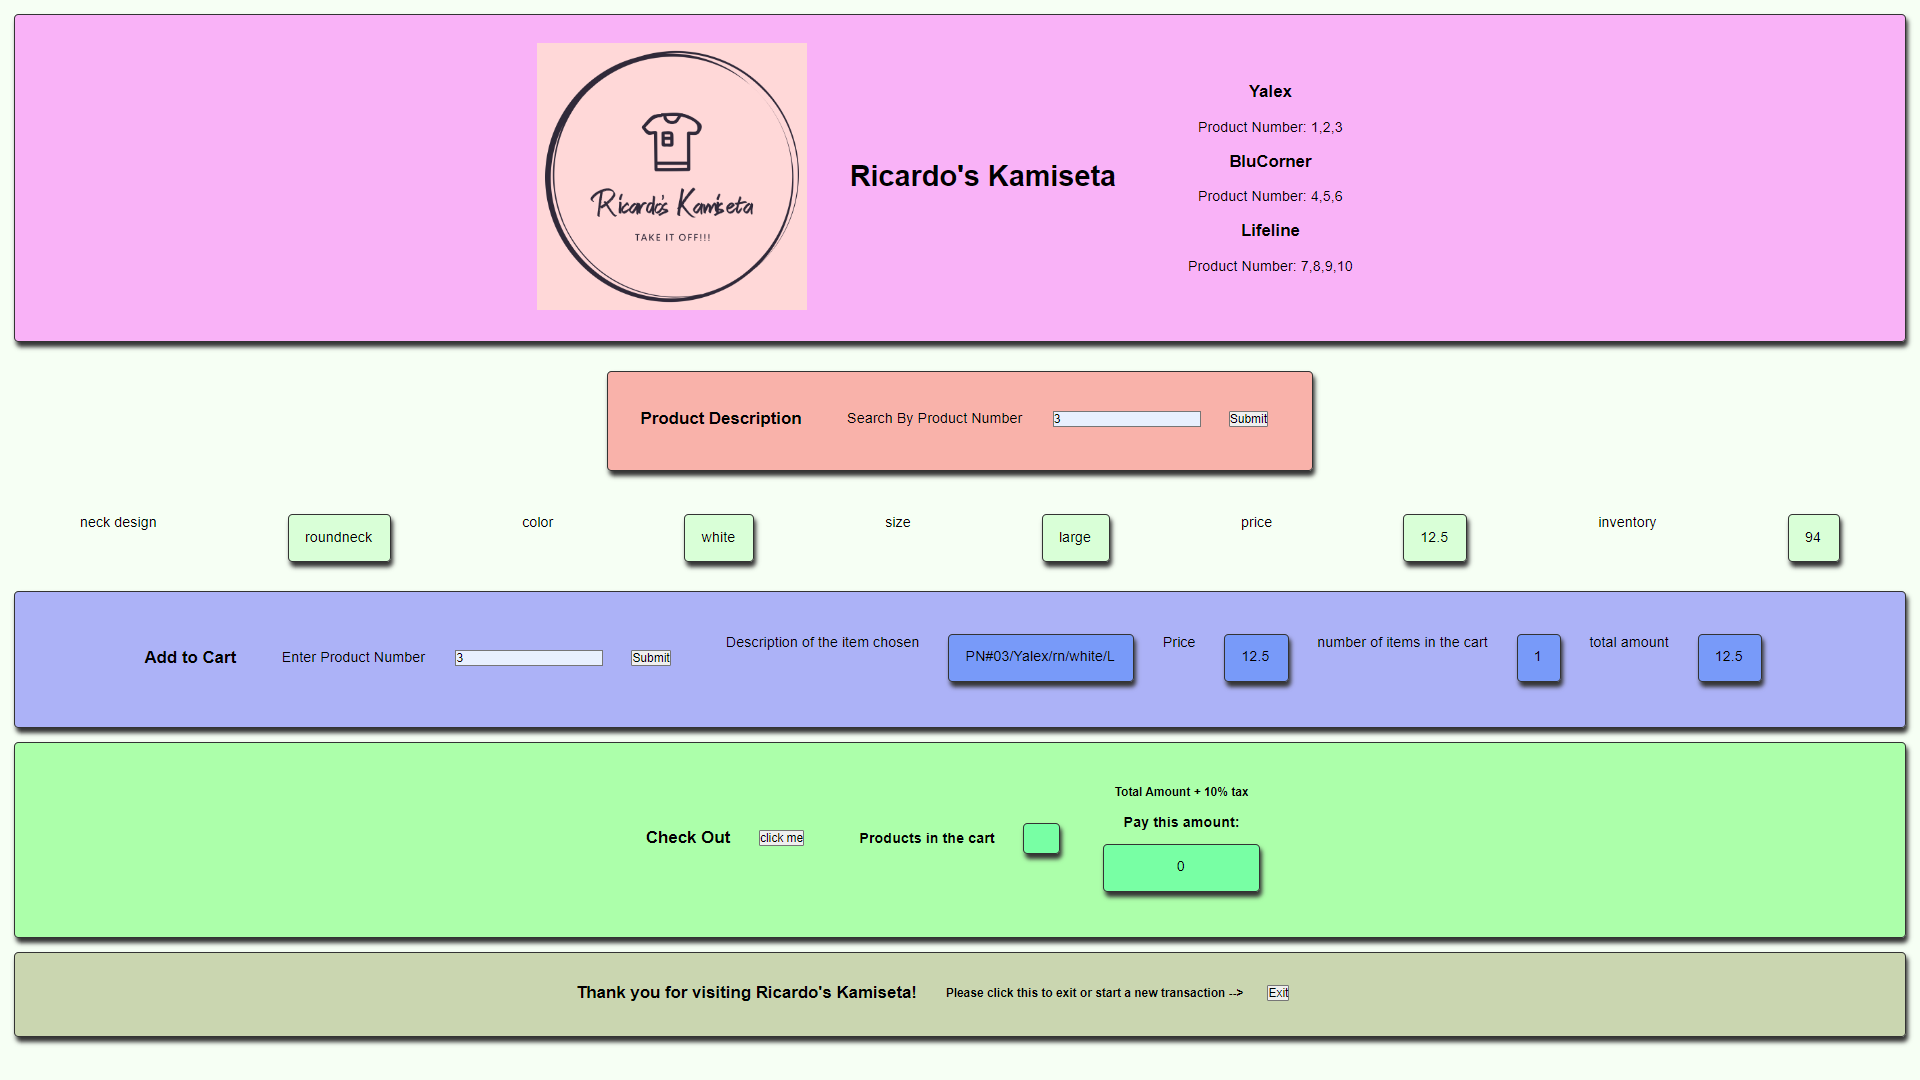 Ricardo's Kamiseta
TAKE IT OFF!!!
Ricardo's Kamiseta
Yalex
Product Number: 1,2,3
BluCorner
Product Number: 4,5,6
Lifeline
Product Number: 7,8,9,10
Product Description Search By Product Number 3 Submit
neck design roundneck color white size large price 12.5 inventory 94
Add to Cart Enter Product Number 3 Submit Description of the item chosen PN#03/Yalex/rn/white/L Price 12.5 number of items in the cart 1 total amount 12.5
Check Out click me Products in the cart
Total Amount + 10% tax
Pay this amount:
0
Thank you for visiting Ricardo's Kamiseta! Please click this to exit or start a new transaction --> Exit